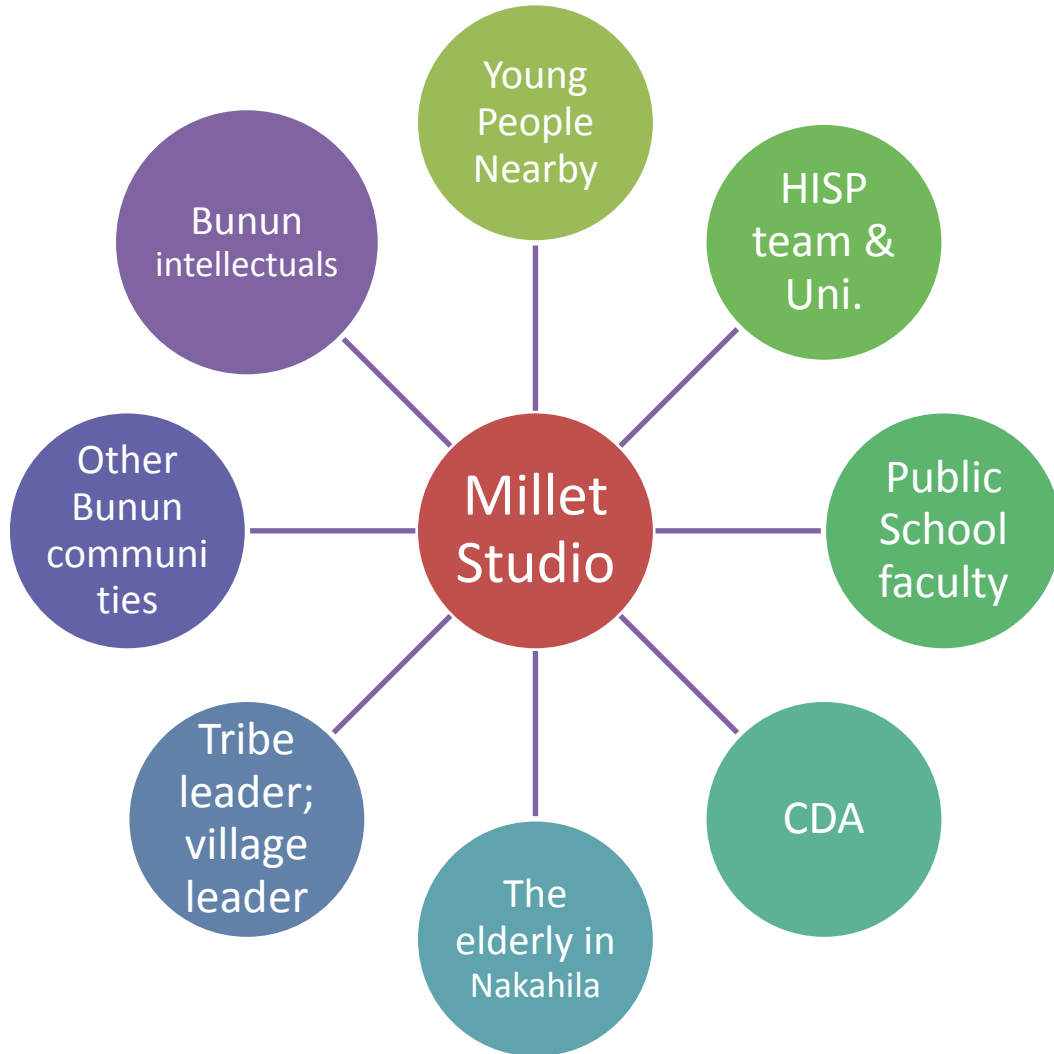 Young
People
Nearby
HISP
team &
Uni.
Public
School
faculty
CDA
The
elderly in
Nakahila
Tribe
leader;
village
leader
Other
Bunun
communi
ties
Bunun
intellectuals
Millet
Studio